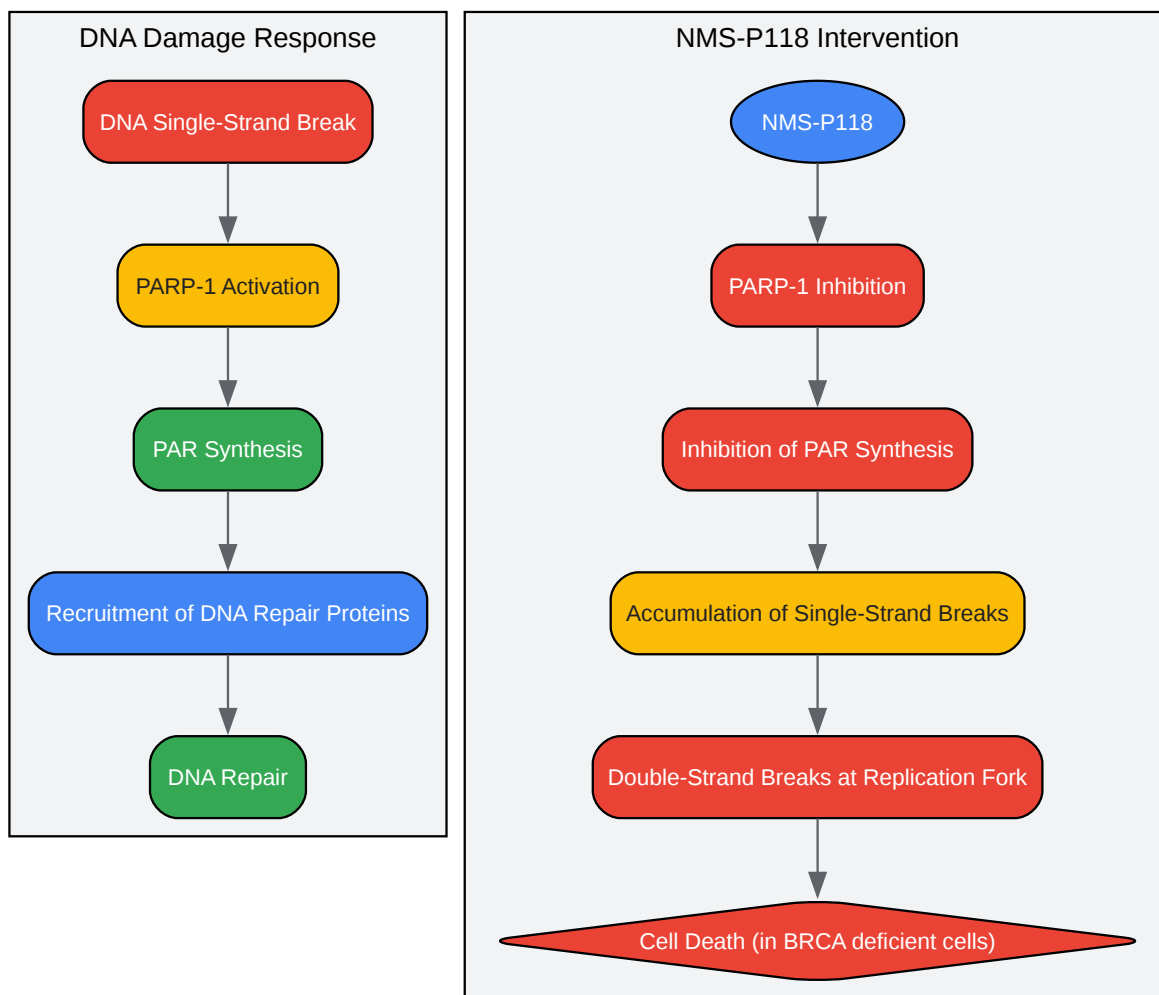 DNA Damage Response
DNA Single-Strand Break
PARP-1 Activation
PAR Synthesis
Recruitment of DNA Repair Proteins
DNA Repair
NMS-P118 Intervention
NMS-P118
PARP-1 Inhibition
Inhibition of PAR Synthesis
Accumulation of Single-Strand Breaks
Double-Strand Breaks at Replication Fork
Cell Death (in BRCA deficient cells)